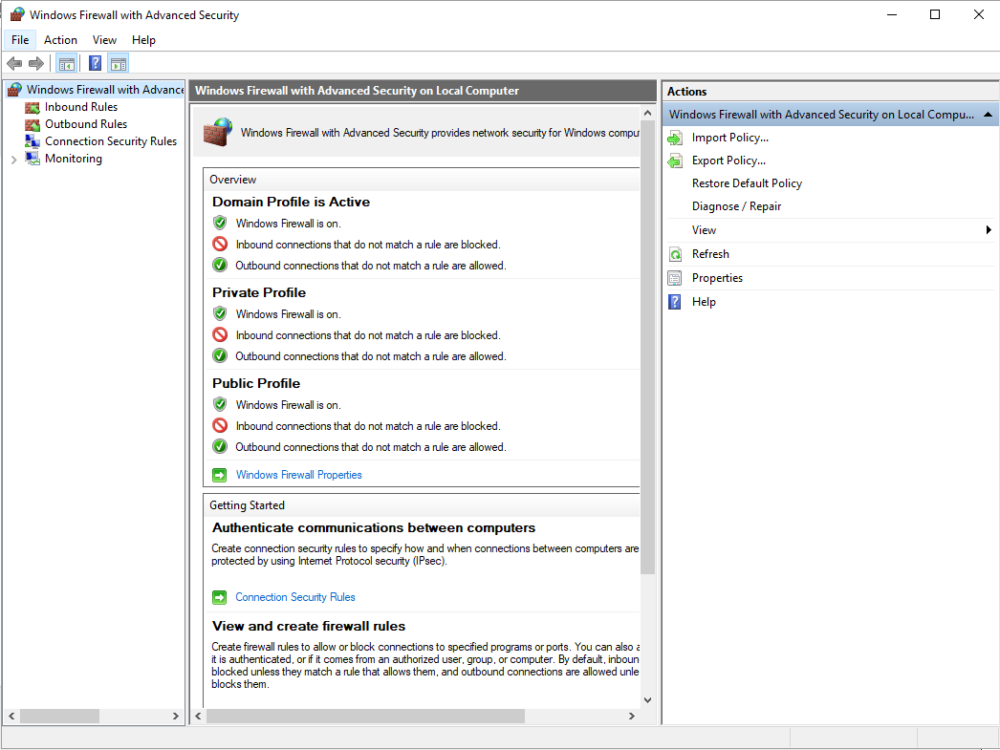 Windows Firewall with Advanced Security
File Action View Help
Windows Firewall with Advance
Inbound Rules
Outbound Rules
Connection Security Rules
Monitoring
Windows Firewall with Advanced Security on Local Computer
Windows Firewall with Advanced Security provides network security for Windows comput
Overview
Domain Profile is Active
Windows Firewall is on.
Inbound connections that do not match a rule are blocked.
Outbound connections that do not match a rule are allowed.
Private Profile
Windows Firewall is on.
Inbound connections that do not match a rule are blocked.
Outbound connections that do not match a rule are allowed.
Public Profile
Windows Firewall is on.
Inbound connections that do not match a rule are blocked.
Outbound connections that do not match a rule are allowed.
Windows Firewall Properties
Getting Started
Authenticate communications between computers
Create connection security rules to specify how and when connections between computers are
protected by using Internet Protocol security (IPsec).
Connection Security Rules
View and create firewall rules
Create firewall rules to allow or block connections to specified programs or ports. You can also a
it is authenticated, or if it comes from an authorized user, group, or computer. By default, inboun
blocked unless they match a rule that allows them, and outbound connections are allowed unle
blocks them.
Actions
Windows Firewall with Advanced Security on Local Compu...
Import Policy...
Export Policy...
Restore Default Policy
Diagnose / Repair
View
Refresh
Properties
Help